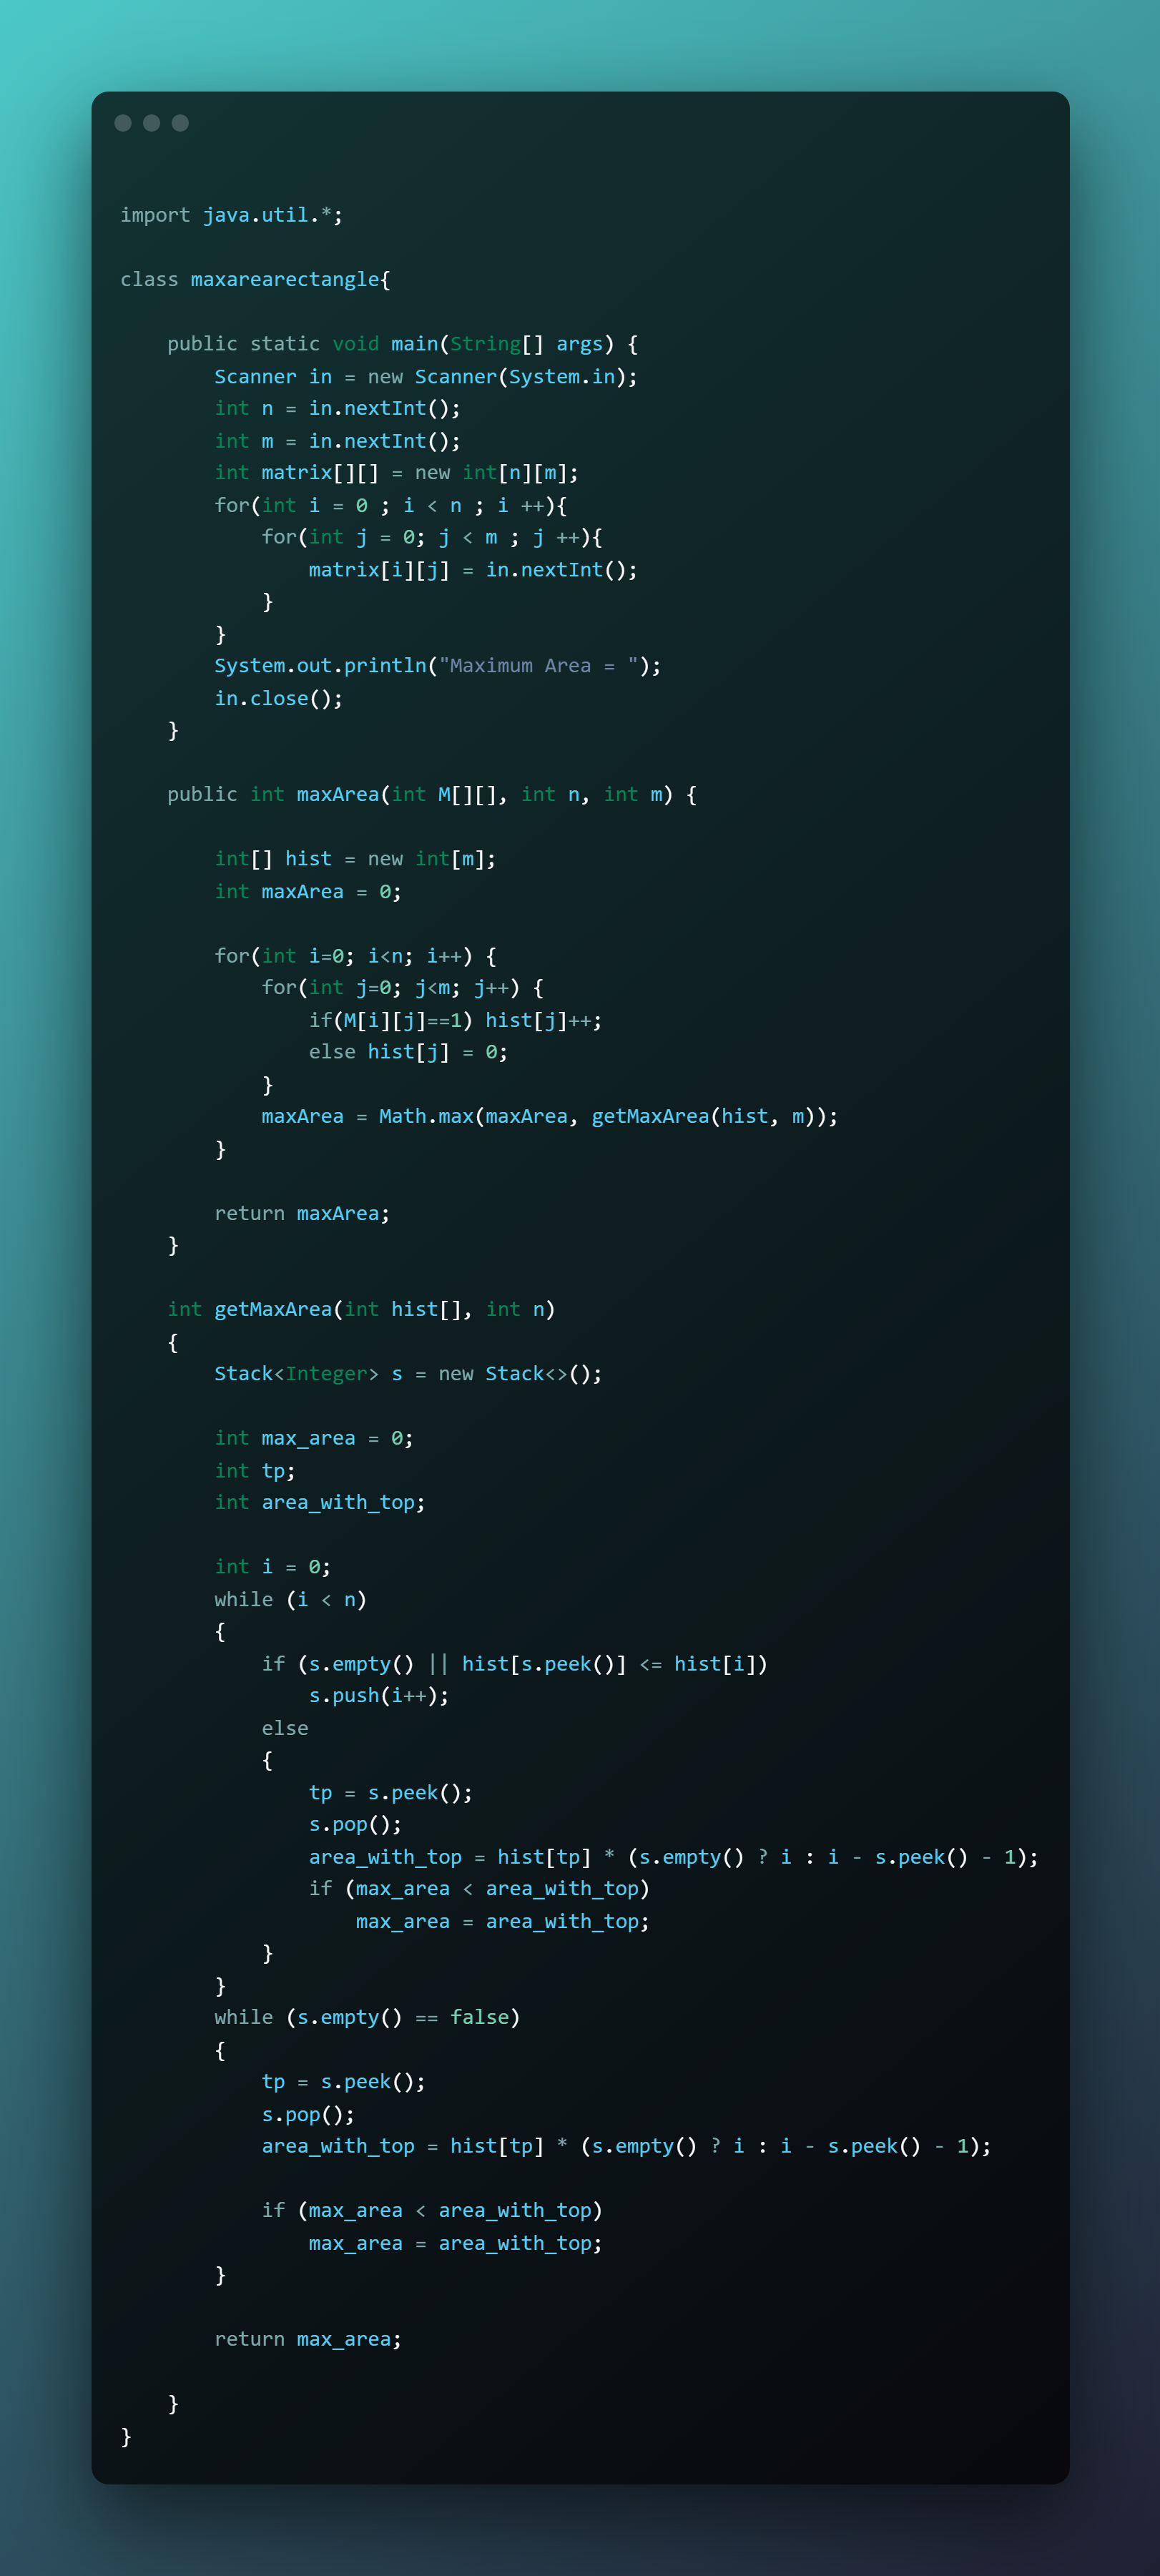 import java.util.*;

class maxarearectangle{

    public static void main(String[] args) {
        Scanner in = new Scanner(System.in);
        int n = in.nextInt();
        int m = in.nextInt();
        int matrix[][] = new int[n][m];
        for(int i = 0 ; i < n ; i ++){
            for(int j = 0; j < m ; j ++){
                matrix[i][j] = in.nextInt();
            }
        }
        System.out.println("Maximum Area = ");
        in.close();
    }

    public int maxArea(int M[][], int n, int m) {

        int[] hist = new int[m];
        int maxArea = 0;

        for(int i=0; i<n; i++) {
            for(int j=0; j<m; j++) {
                if(M[i][j]==1) hist[j]++;
                else hist[j] = 0;
            }
            maxArea = Math.max(maxArea, getMaxArea(hist, m));
        }

        return maxArea;
    }

    int getMaxArea(int hist[], int n)
    {
        Stack<Integer> s = new Stack<>();

        int max_area = 0;
        int tp;
        int area_with_top;

        int i = 0;
        while (i < n)
        {
            if (s.empty() || hist[s.peek()] <= hist[i])
                s.push(i++);
            else
            {
                tp = s.peek();
                s.pop();
                area_with_top = hist[tp] * (s.empty() ? i : i - s.peek() - 1);
                if (max_area < area_with_top)
                    max_area = area_with_top;
            }
        }
        while (s.empty() == false)
        {
            tp = s.peek();
            s.pop();
            area_with_top = hist[tp] * (s.empty() ? i : i - s.peek() - 1);

            if (max_area < area_with_top)
                max_area = area_with_top;
        }

        return max_area;

    }
}